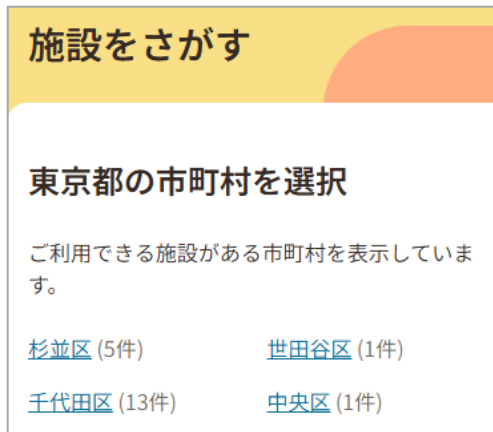 施設をさがす
東京都の市町村を選択
ご利用できる施設がある市町村を表示していま
す。
杉並区 (5件) 世田谷区 (1件)
千代田区 (13件) 中央区 (1件)